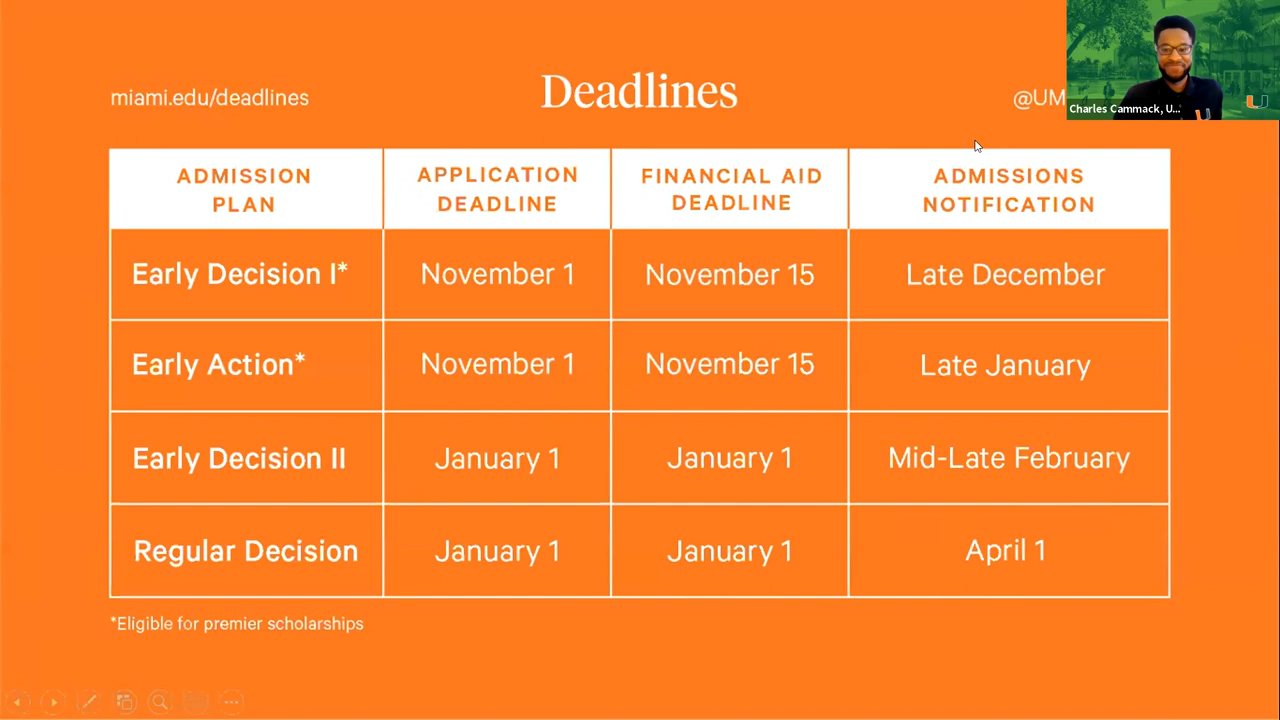 miami.edu/deadlines
Deadlines
@UM
Charles Cammack, U...
ADMISSION
PLAN
APPLICATION
DEADLINE
FINANCIAL AID
DEADLINE
ADMISSIONS
NOTIFICATION
Early Decision I*
November 1
November 15
Late December
Early Action*
November 1
November 15
Late January
Early Decision II
January 1
January 1
Mid-Late February
Regular Decision
January 1
January 1
April 1
*Eligible for premier scholarships